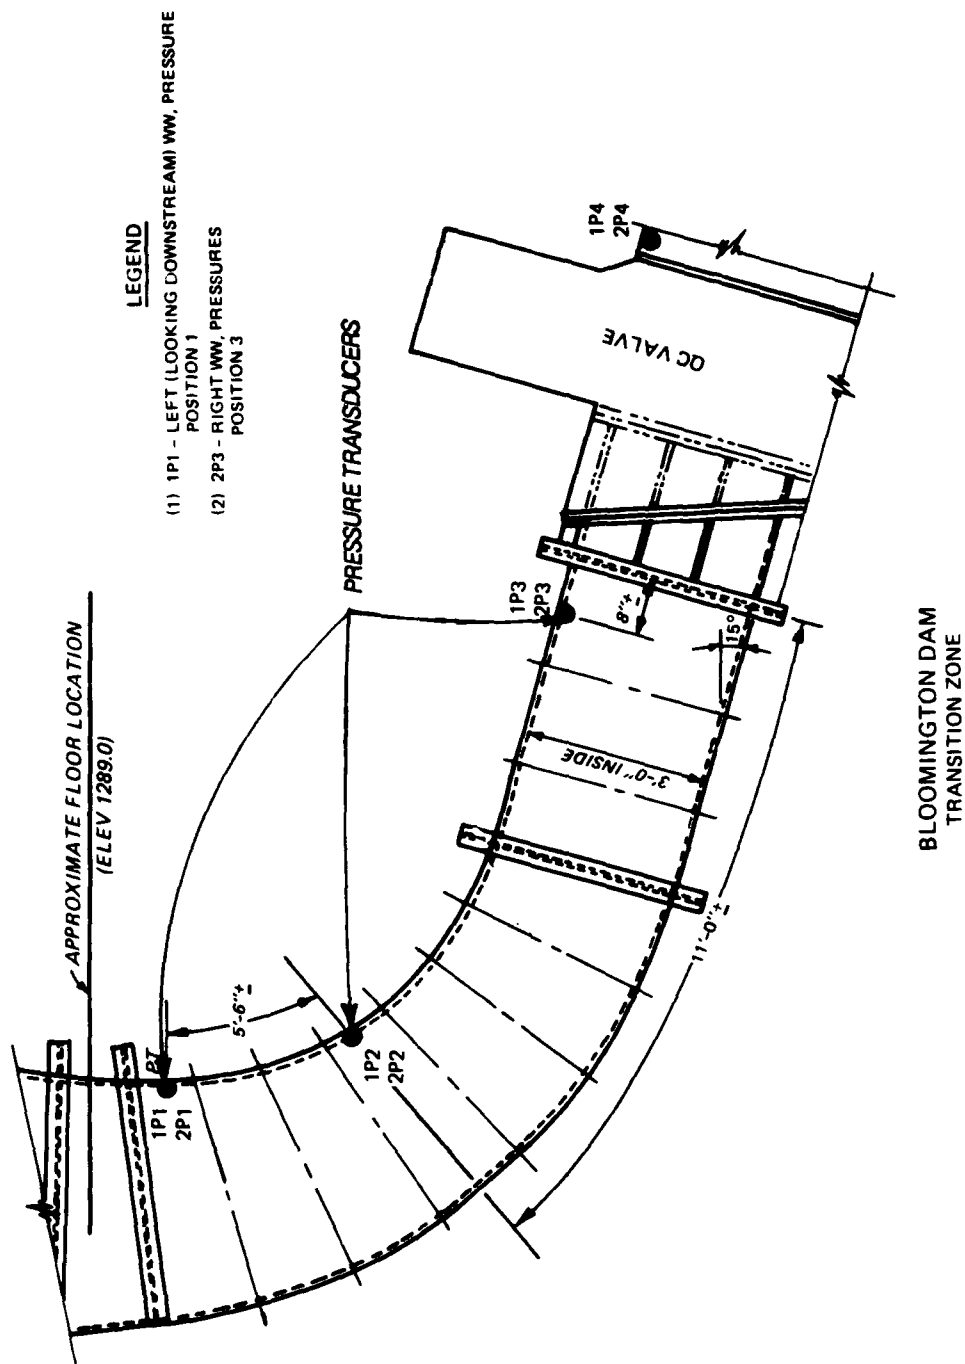 LEGEND
(1) 1P1 - LEFT (LOOKING DOWNSTREAM) WW, PRESSURE
POSITION 1
(2) 2P3 - RIGHT WW, PRESSURES
POSITION 3
APPROXIMATE FLOOR LOCATION
(ELEV 1289.0)
PRESSURE TRANSDUCERS
1P4
2P4
QC VALVE
1P3
2P3
8"±
15°
3'-0" INSIDE
11'-0"±
5'-6"±
P.T
1P1
2P1
1P2
2P2
BLOOMINGTON DAM
TRANSITION ZONE